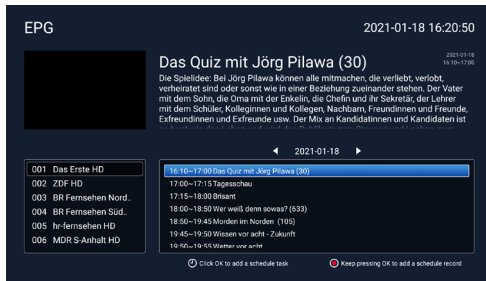 EPG
2021-01-18 16:20:50
Das Quiz mit Jörg Pilawa (30)
2021-01-18
16:10~17:00
Die Spielidee: Bei Jörg Pilawa können alle mitmachen, die verliebt, verlobt,
verheiratet sind oder sonst wie in einer Beziehung zueinander stehen. Der Vater
mit dem Sohn, die Oma mit der Enkelin, die Chefin und ihr Sekretär, der Lehrer
mit dem Schüler, Kolleginnen und Kollegen, Nachbarn, Freundinnen und Freunde,
Exfreundinnen und Exfreunde usw. Der Mix an Kandidatinnen und Kandidaten ist
2021-01-18
001 Das Erste HD
002 ZDF HD
003 BR Fernsehen Nord..
004 BR Fernsehen Süd..
005 hr-fernsehen HD
006 MDR S-Anhalt HD
16:10~17:00 Das Quiz mit Jörg Pilawa (30)
17:00~17:15 Tagesschau
17:15~18:00 Brisant
18:00~18:50 Wer weiß denn sowas? (633)
18:50~19:45 Morden im Norden (105)
19:45~19:50 Wissen vor acht - Zukunft
19:50~19:55 Wetter vor acht
Click OK to add a schedule task
Keep pressing OK to add a schedule record